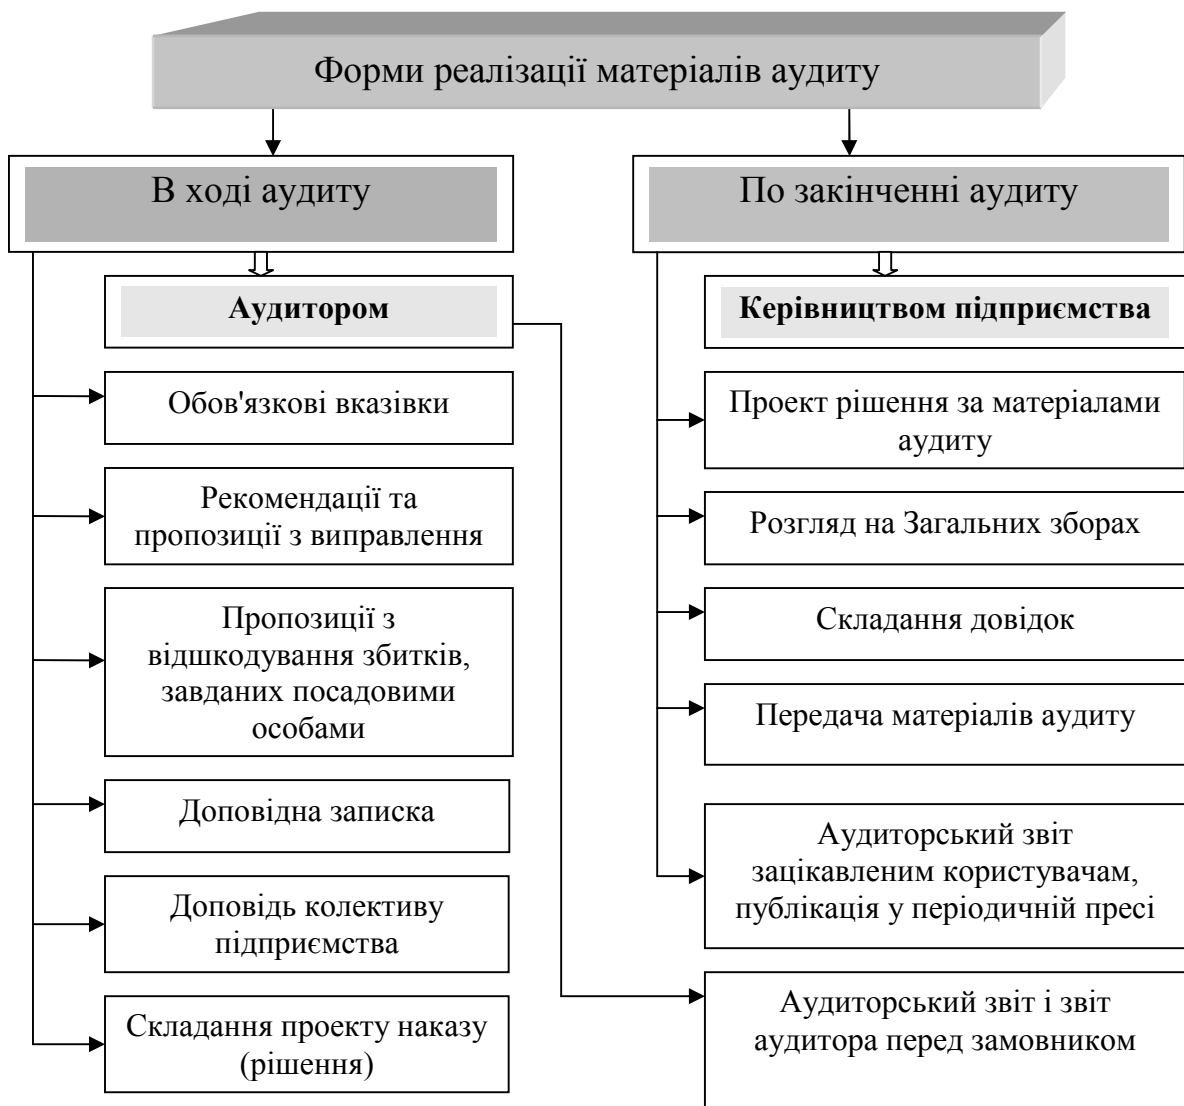 Форми реалізації матеріалів аудиту
В ході аудиту
Аудитором
Обов'язкові вказівки
Рекомендації та
пропозиції з виправлення
Пропозиції з
відшкодування збитків,
завданих посадовими
особами
Доповідна записка
Доповідь колективу
підприємства
Складання проекту наказу
(рішення)
По закінченні аудиту
Керівництвом підприємства
Проект рішення за матеріалами
аудиту
Розгляд на Загальних зборах
Складання довідок
Передача матеріалів аудиту
Аудиторський звіт
зацікавленим користувачам,
публікація у періодичній пресі
Аудиторський звіт і звіт
аудитора перед замовником